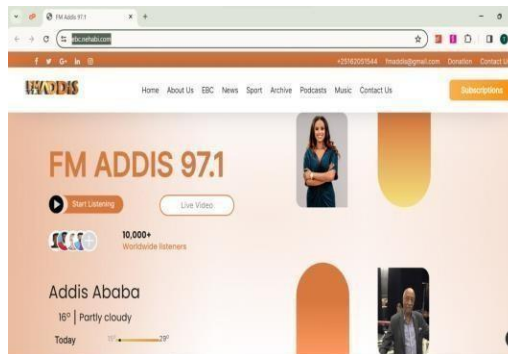 FM Addis 97.1
ebc.nehabi.com
+25162051544 fmaddis@gmail.com Donation Contact U
Home About Us EBC News Sport Archive Podcasts Music Contact Us
Subscriptions
FM ADDIS 97.1
Start Listening
Live Video
10,000+
Worldwide listeners
Addis Ababa
16° | Partly cloudy
Today
29°